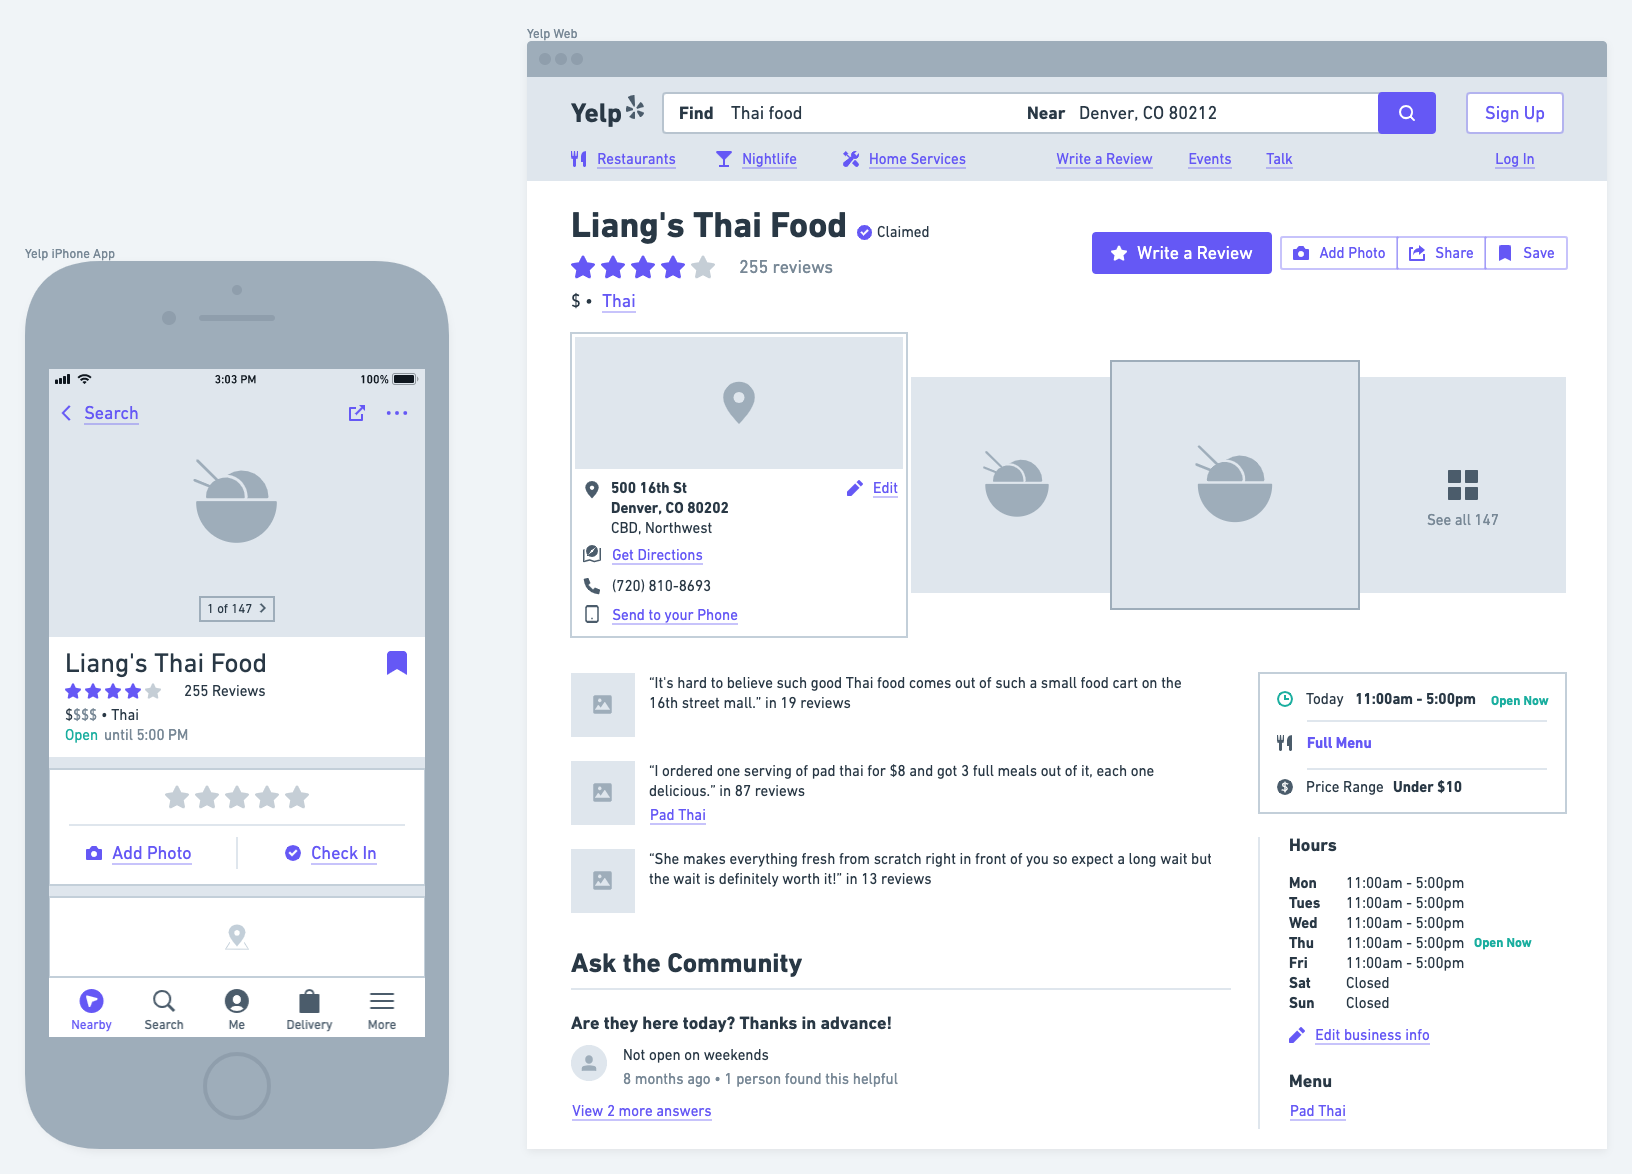 Yelp iPhone App
3:03 PM
100%
Search
1 of 147
Liang's Thai Food
255 Reviews
$$$$ • Thai
Open until 5:00 PM
Add Photo
Check In
Nearby
Search
Me
Delivery
More
Yelp Web
Yelp
Find Thai food
Near Denver, CO 80212
Sign Up
Restaurants
Nightlife
Home Services
Write a Review
Events
Talk
Log In
Liang's Thai Food
Claimed
255 reviews
$ • Thai
Write a Review
Add Photo
Share
Save
500 16th St
Denver, CO 80202
CBD, Northwest
Edit
Get Directions
(720) 810-8693
Send to your Phone
See all 147
“It's hard to believe such good Thai food comes out of such a small food cart on the
16th street mall.” in 19 reviews
“I ordered one serving of pad thai for $8 and got 3 full meals out of it, each one
delicious.” in 87 reviews
Pad Thai
“She makes everything fresh from scratch right in front of you so expect a long wait but
the wait is definitely worth it!” in 13 reviews
Ask the Community
Are they here today? Thanks in advance!
Not open on weekends
8 months ago • 1 person found this helpful
View 2 more answers
Today 11:00am - 5:00pm Open Now
Full Menu
$ Price Range Under $10
Hours
Mon 11:00am - 5:00pm
Tues 11:00am - 5:00pm
Wed 11:00am - 5:00pm
Thu 11:00am - 5:00pm Open Now
Fri 11:00am - 5:00pm
Sat Closed
Sun Closed
Edit business info
Menu
Pad Thai